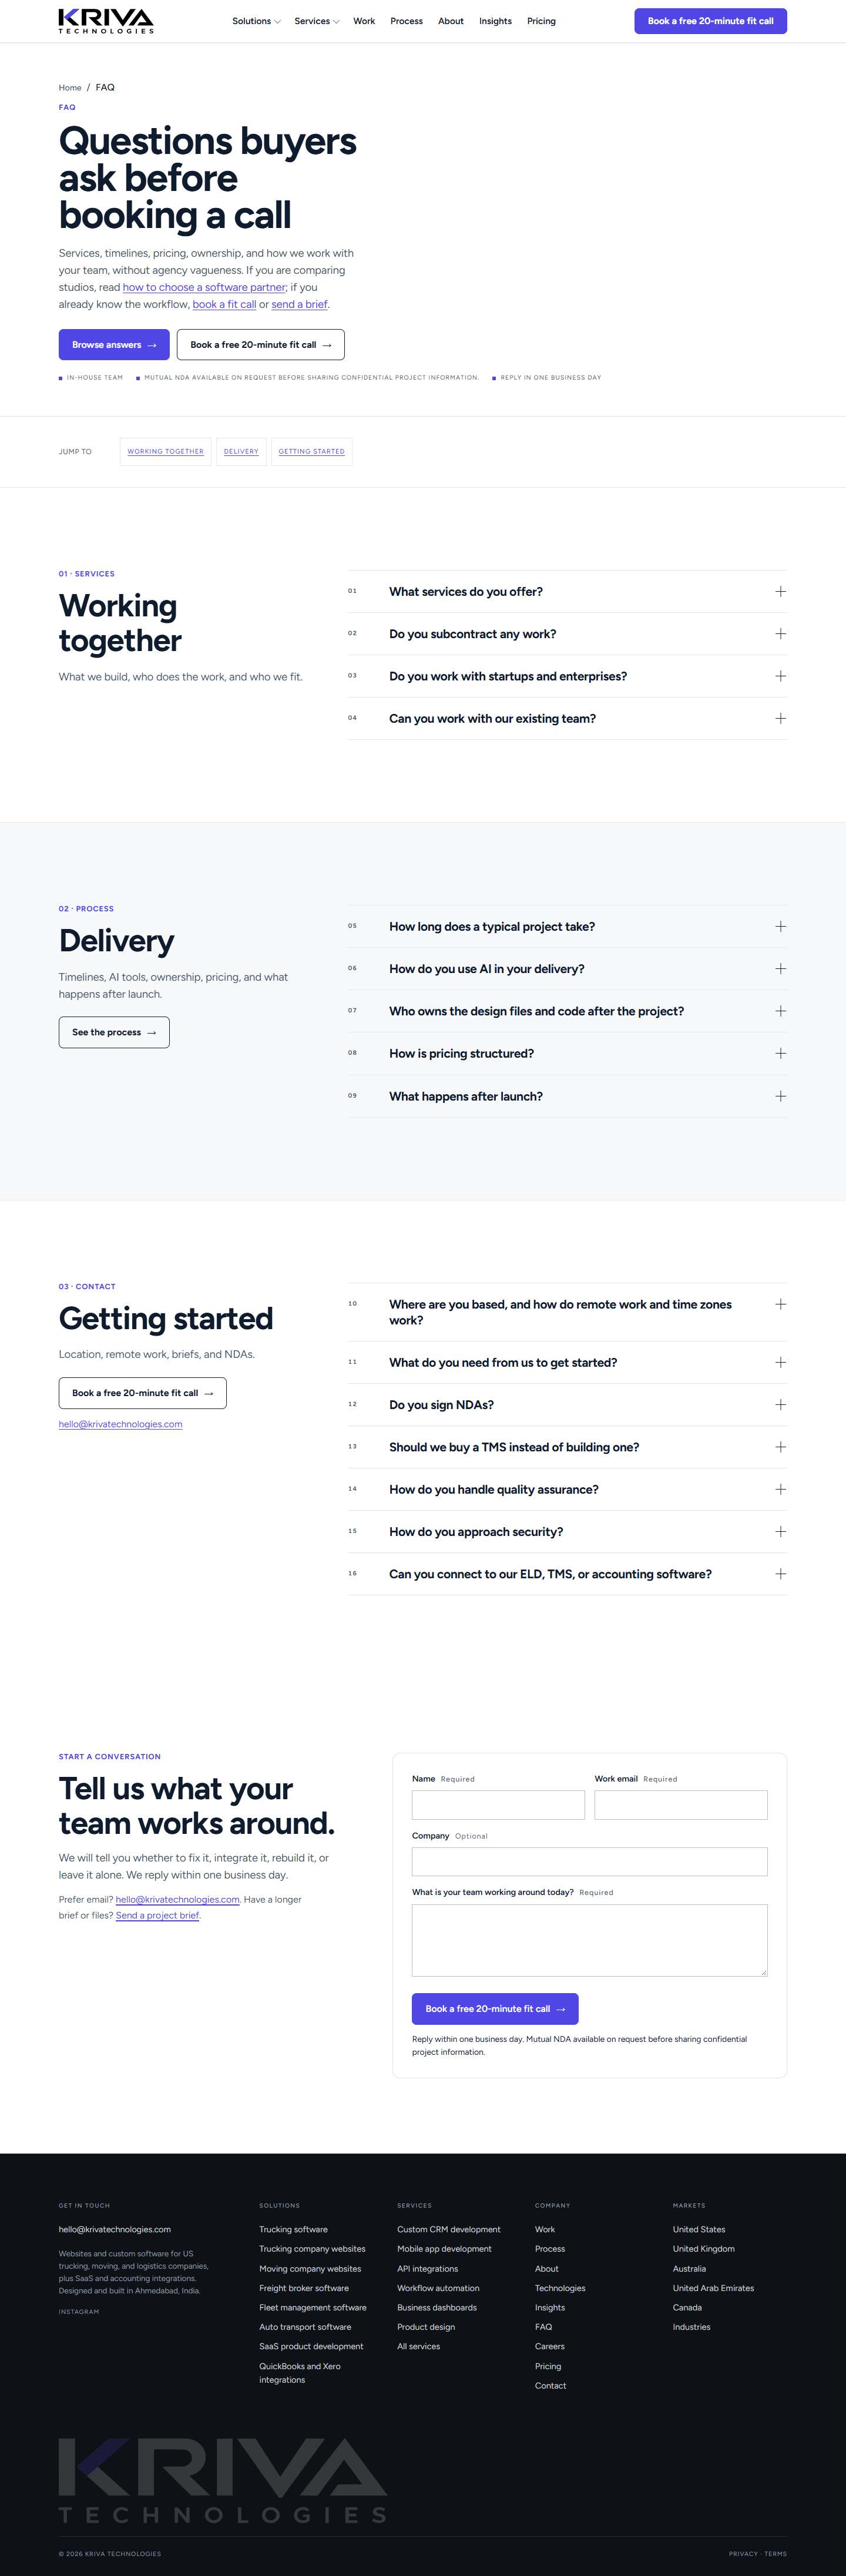 KRIVA
TECHNOLOGIES
Solutions
Services
Work
Process
About
Insights
Pricing
Book a free 20-minute fit call
Home / FAQ
FAQ
Questions buyers
ask before
booking a call
Services, timelines, pricing, ownership, and how we work with
your team, without agency vagueness. If you are comparing
studios, read how to choose a software partner; if you
already know the workflow, book a fit call or send a brief.
Browse answers →
Book a free 20-minute fit call →
IN-HOUSE TEAM
MUTUAL NDA AVAILABLE ON REQUEST BEFORE SHARING CONFIDENTIAL PROJECT INFORMATION.
REPLY IN ONE BUSINESS DAY
JUMP TO
WORKING TOGETHER
DELIVERY
GETTING STARTED
01 · SERVICES
Working
together
What we build, who does the work, and who we fit.
01 What services do you offer?
02 Do you subcontract any work?
03 Do you work with startups and enterprises?
04 Can you work with our existing team?
02 · PROCESS
Delivery
Timelines, AI tools, ownership, pricing, and what
happens after launch.
See the process →
05 How long does a typical project take?
06 How do you use AI in your delivery?
07 Who owns the design files and code after the project?
08 How is pricing structured?
09 What happens after launch?
03 · CONTACT
Getting started
Location, remote work, briefs, and NDAs.
Book a free 20-minute fit call →
hello@krivatechnologies.com
10 Where are you based, and how do remote work and time zones
work?
11 What do you need from us to get started?
12 Do you sign NDAs?
13 Should we buy a TMS instead of building one?
14 How do you handle quality assurance?
15 How do you approach security?
16 Can you connect to our ELD, TMS, or accounting software?
START A CONVERSATION
Tell us what your
team works around.
We will tell you whether to fix it, integrate it, rebuild it, or
leave it alone. We reply within one business day.
Prefer email? hello@krivatechnologies.com. Have a longer
brief or files? Send a project brief.
Name Required
Work email Required
Company Optional
What is your team working around today? Required
Book a free 20-minute fit call →
Reply within one business day. Mutual NDA available on request before sharing confidential
project information.
GET IN TOUCH
hello@krivatechnologies.com
Websites and custom software for US
trucking, moving, and logistics companies,
plus SaaS and accounting integrations.
Designed and built in Ahmedabad, India.
INSTAGRAM
SOLUTIONS
Trucking software
Trucking company websites
Moving company websites
Freight broker software
Fleet management software
Auto transport software
SaaS product development
QuickBooks and Xero
integrations
SERVICES
Custom CRM development
Mobile app development
API integrations
Workflow automation
Business dashboards
Product design
All services
COMPANY
Work
Process
About
Technologies
Insights
FAQ
Careers
Pricing
Contact
MARKETS
United States
United Kingdom
Australia
United Arab Emirates
Canada
Industries
KRIVA
TECHNOLOGIES
© 2026 KRIVA TECHNOLOGIES
PRIVACY · TERMS